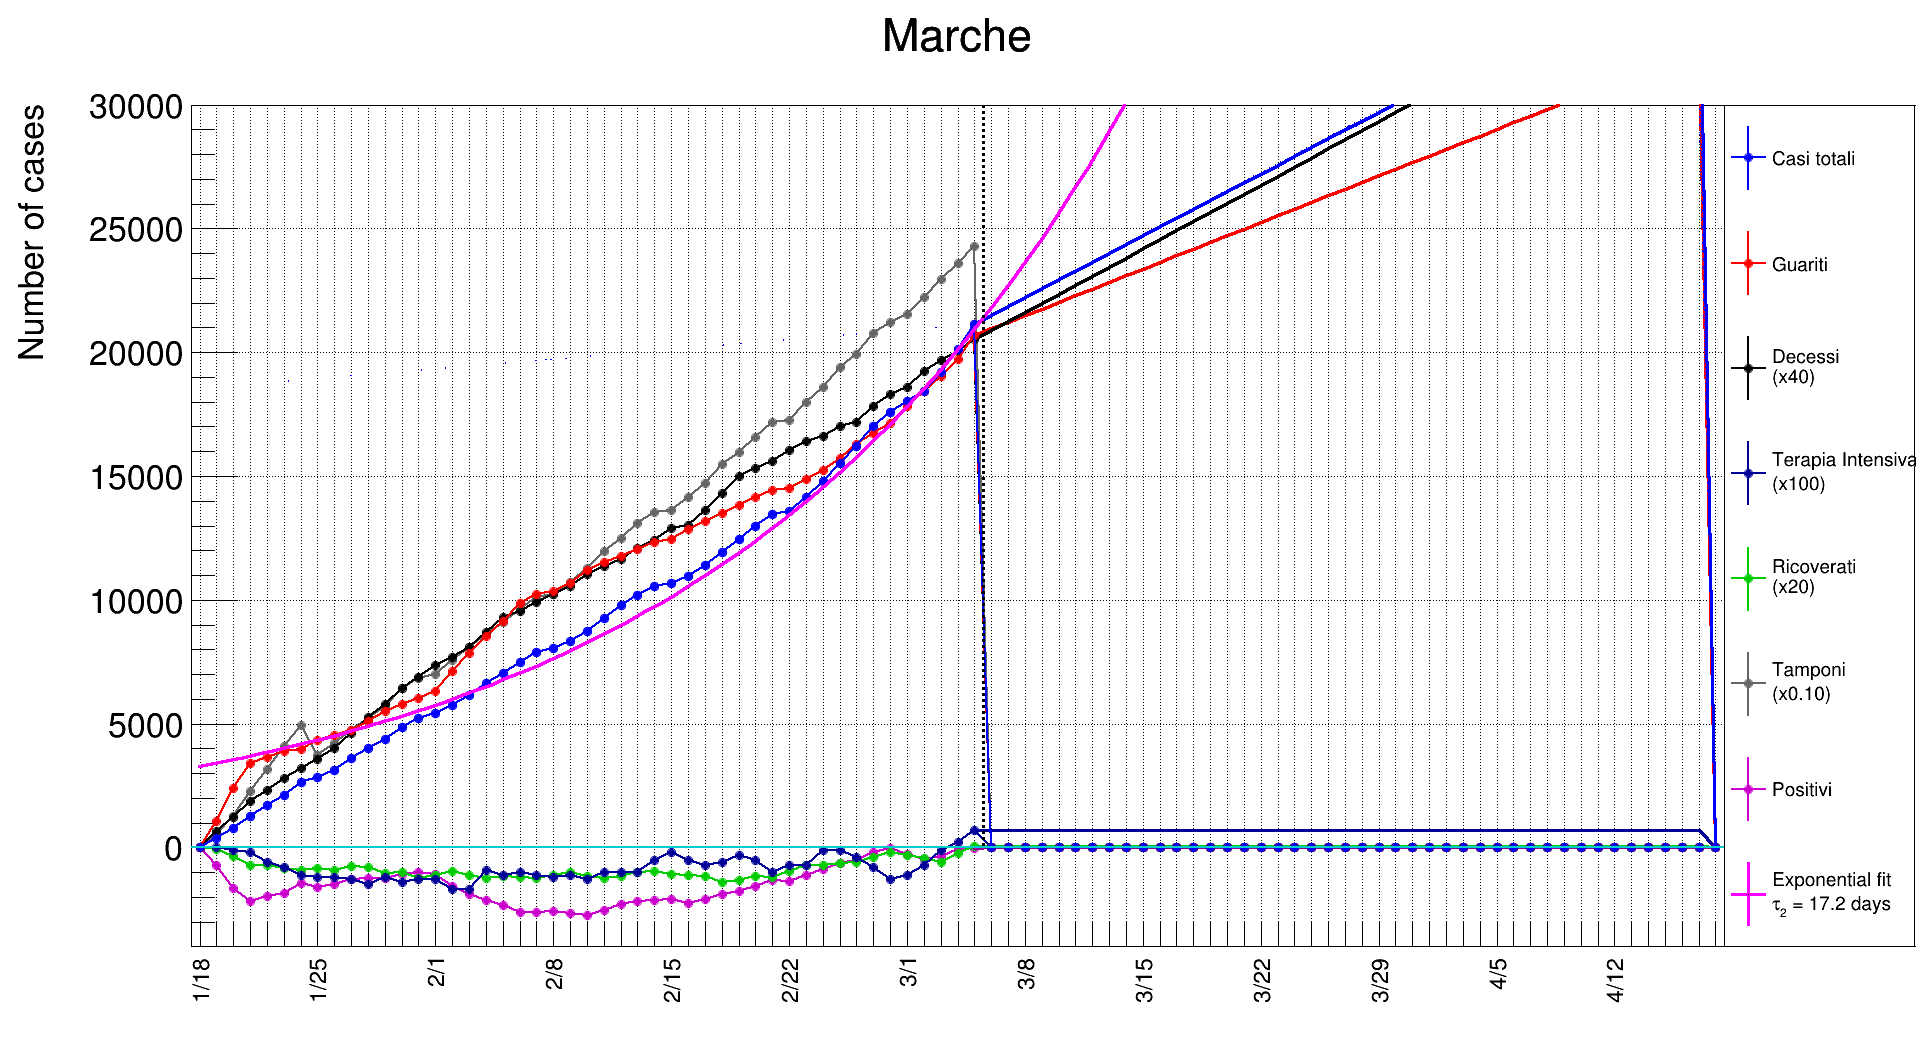 Marche
Number of cases
30000
25000
20000
15000
10000
5000
0
1/18
1/25
2/1
2/8
2/15
2/22
3/1
3/8
3/15
3/22
3/29
4/5
4/12
Casi totali
Guariti
Decessi
(x40)
Terapia Intensiva
(x100)
Ricoverati
(x20)
Tamponi
(x0.10)
Positivi
Exponential fit
τ2 = 17.2 days